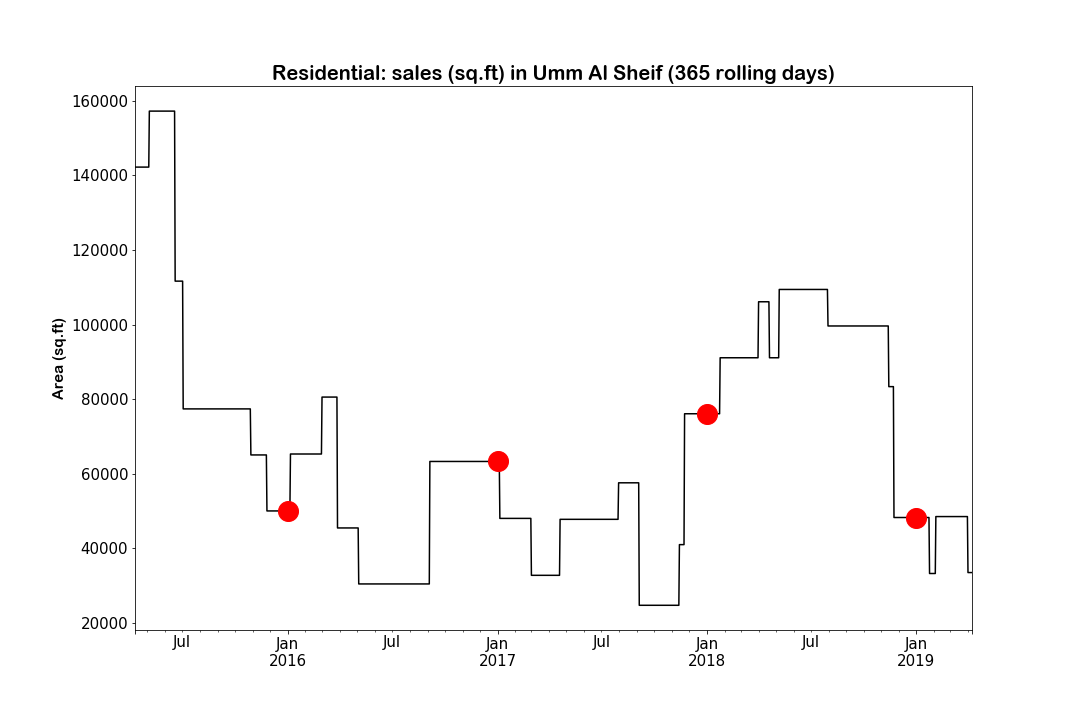 Residential: sales (sq.ft) in Umm Al Sheif (365 rolling days)
160000
140000
120000
100000
80000
60000
40000
20000
Area (sq.ft)
Jul
Jan
2016
Jul
Jan
2017
Jul
Jan
2018
Jul
Jan
2019